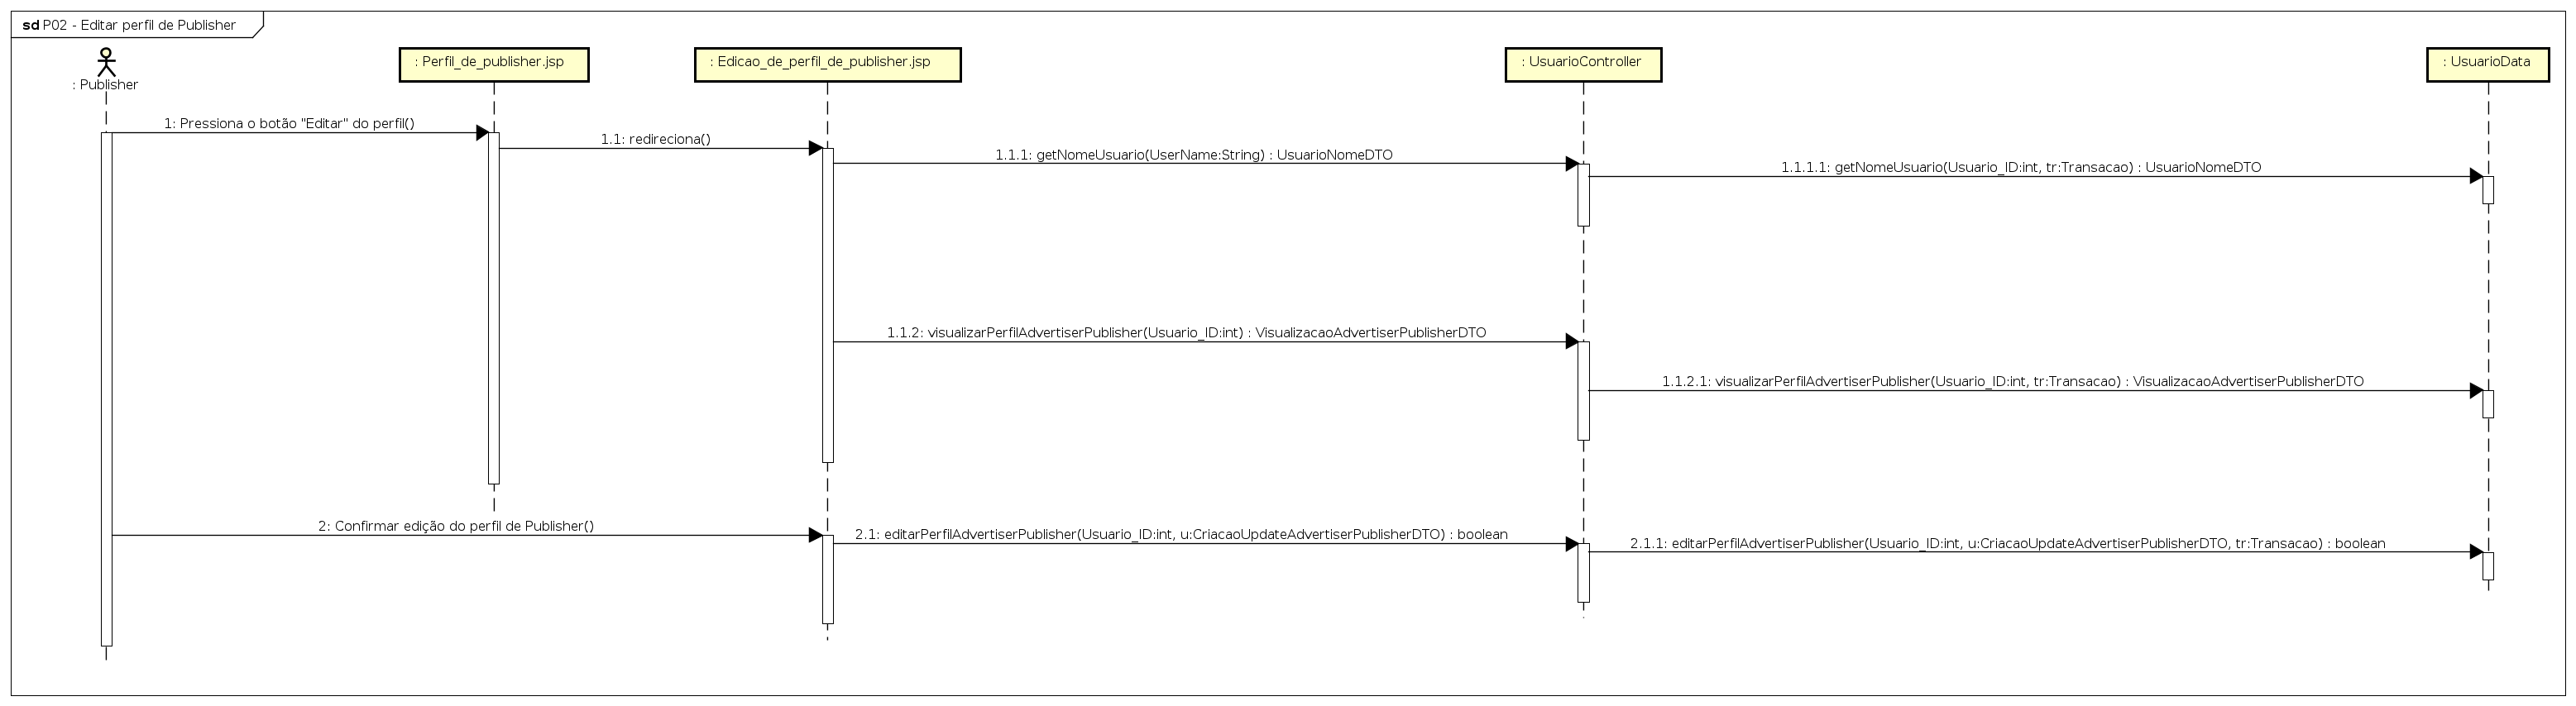 sd P02 - Editar perfil de Publisher
: Publisher
: Perfil_de_publisher.jsp
: Edicao_de_perfil_de_publisher.jsp
: UsuarioController
: UsuarioData
1: Pressiona o botão "Editar" do perfil()
1.1: redireciona()
1.1.1: getNomeUsuario(UserName:String) : UsuarioNomeDTO
1.1.1.1: getNomeUsuario(Usuario_ID:int, tr:Transacao) : UsuarioNomeDTO
1.1.2: visualizarPerfilAdvertiserPublisher(Usuario_ID:int) : VisualizacaoAdvertiserPublisherDTO
1.1.2.1: visualizarPerfilAdvertiserPublisher(Usuario_ID:int, tr:Transacao) : VisualizacaoAdvertiserPublisherDTO
2: Confirmar edição do perfil de Publisher()
2.1: editarPerfilAdvertiserPublisher(Usuario_ID:int, u:CriacaoUpdateAdvertiserPublisherDTO) : boolean
2.1.1: editarPerfilAdvertiserPublisher(Usuario_ID:int, u:CriacaoUpdateAdvertiserPublisherDTO, tr:Transacao) : boolean